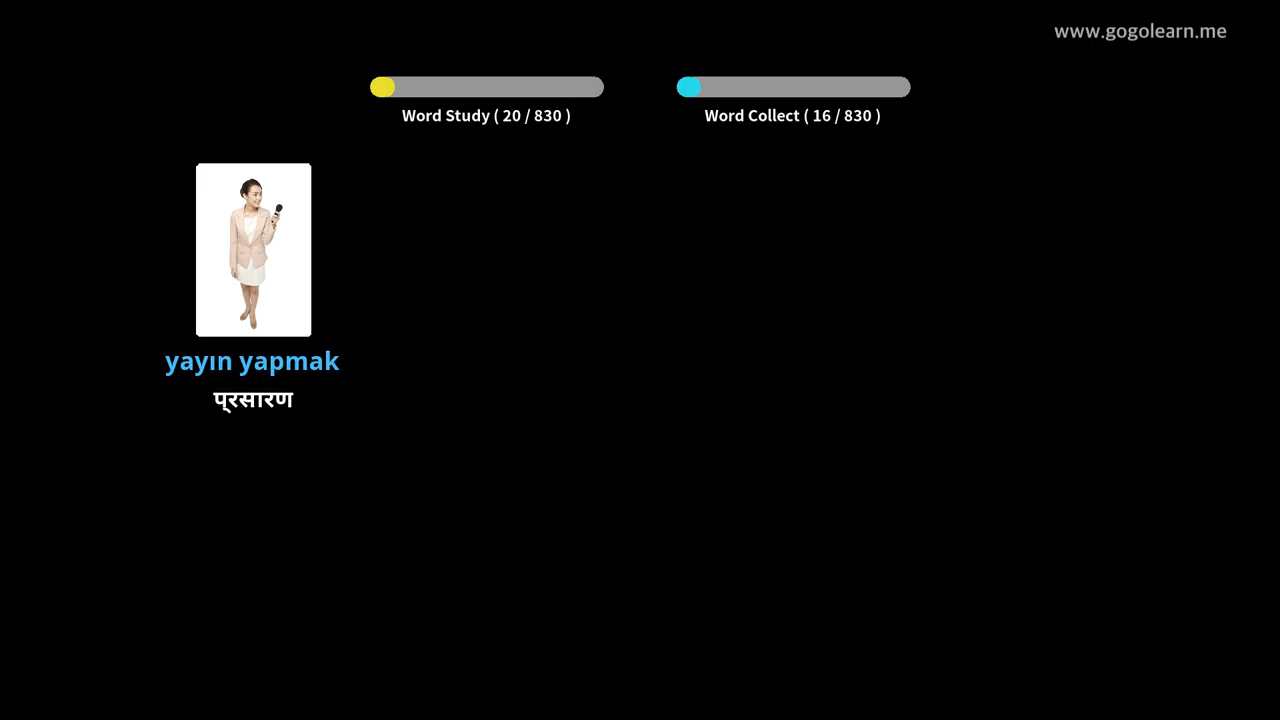 www.gogolearn.me
Word Study ( 20 / 830 )
Word Collect ( 16 / 830 )
yayın yapmak
प्रसारण